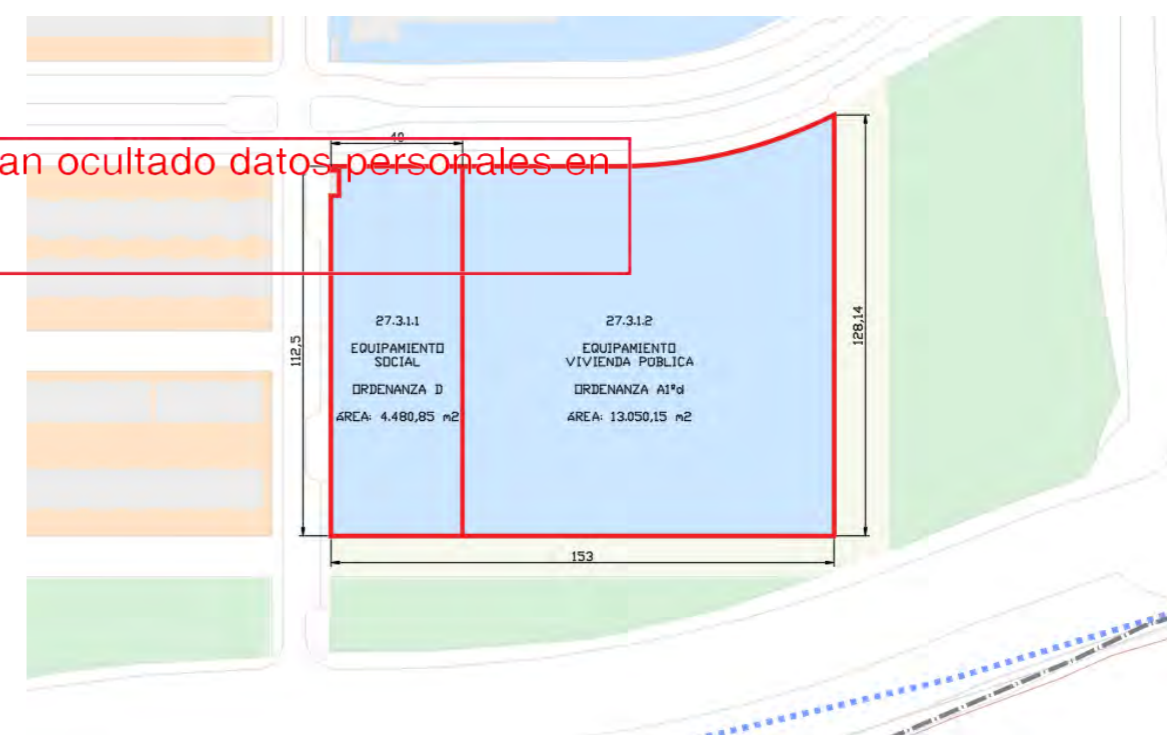 40
an ocultado datos personales en
27.3.1.1
EQUIPAMIENTO
SOCIAL
ORDENANZA D
ÁREA: 4.480,85 m2
27.3.1.2
EQUIPAMIENTO
VIVIENDA PÚBLICA
ORDENANZA A1ºd
ÁREA: 13.050,15 m2
112,5
128,14
153